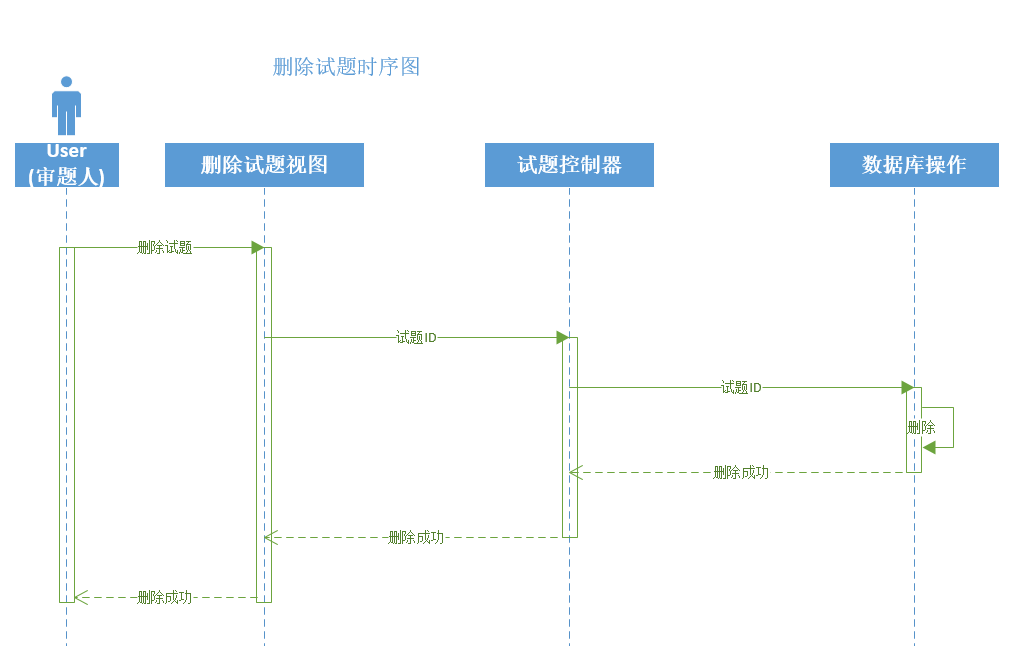 删除试题时序图
User
(审题人)
删除试题视图
试题控制器
数据库操作
删除试题
试题ID
试题ID
删除
删除成功
删除成功
删除成功